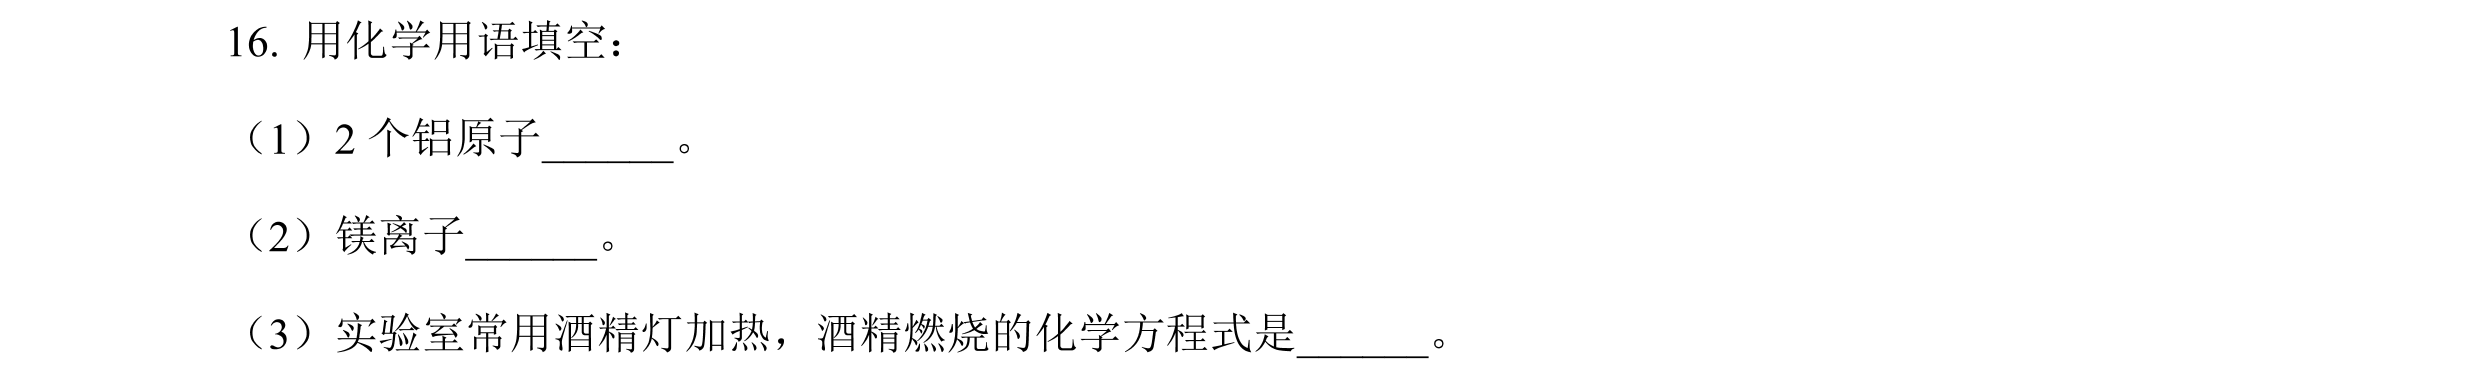 16. 用化学用语填空：
（1）2 个铝原子______。
（2）镁离子______。
（3）实验室常用酒精灯加热，酒精燃烧的化学方程式是______。